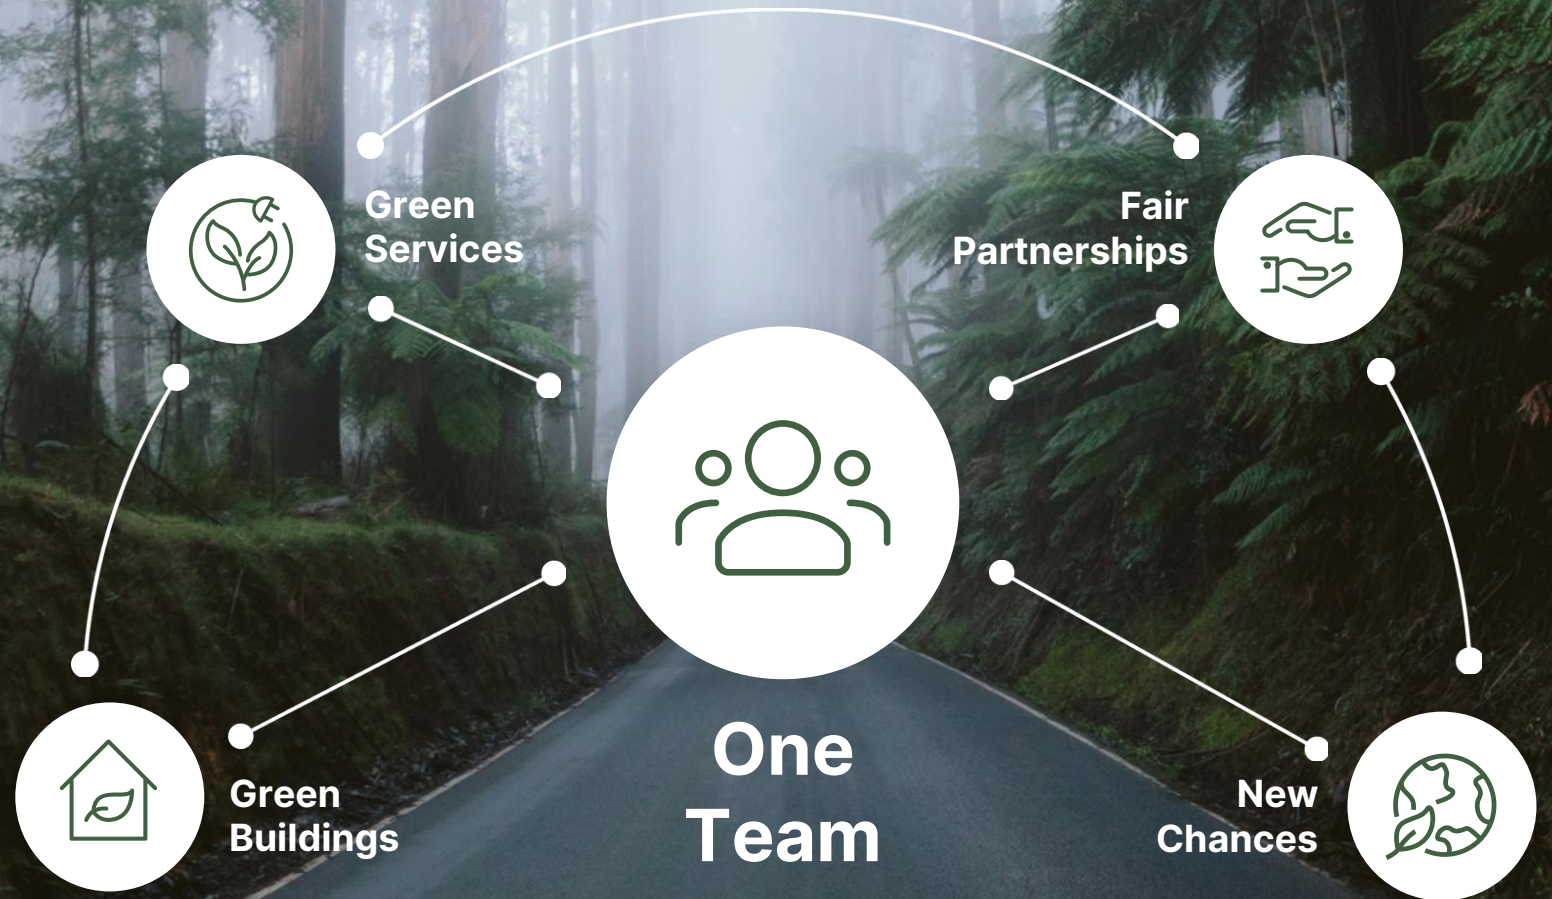 Green
Services
Fair
Partnerships
One
Team
Green
Buildings
New
Chances